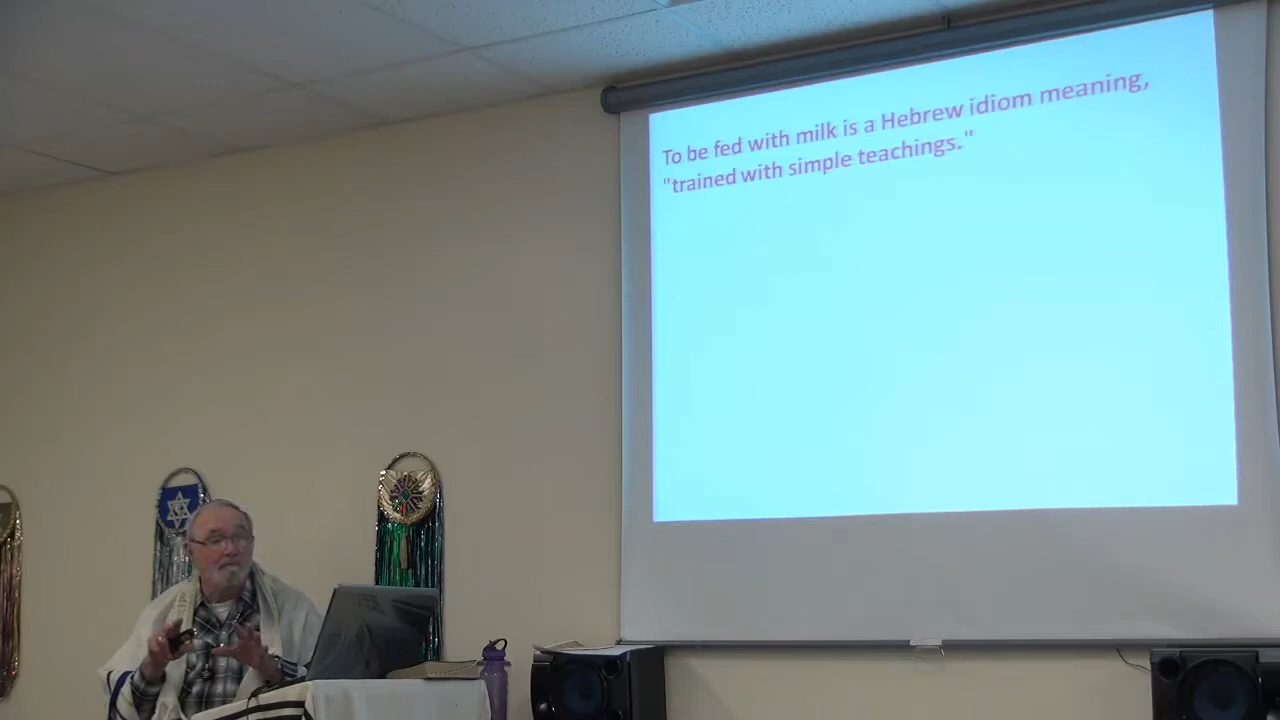 To be fed with milk is a Hebrew idiom meaning,
"trained with simple teachings."